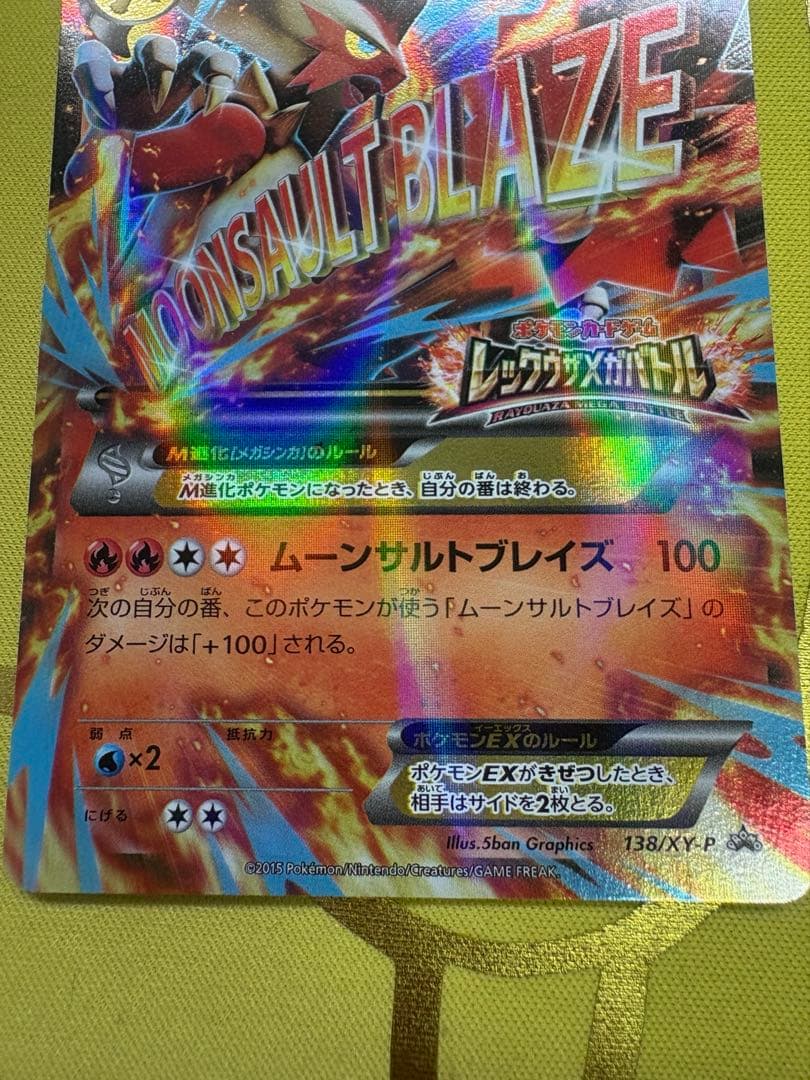 MOONSAULT BLAZE
ポケモンカードゲーム
レックウザメガバトル
RAYQUAZA MEGA BATTLE
M進化[メガシンカ]のルール
M進化ポケモンになったとき、自分の番は終わる。
ムーンサルトブレイズ 100
次の自分の番、このポケモンが使う「ムーンサルトブレイズ」の
ダメージは「+100」される。
弱点 抵抗力
×2
ポケモンEXのルール
ポケモンEXがきぜつしたとき、
相手はサイドを2枚とる。
にげる
Illus.5ban Graphics 138/XY-P
©2015 Pokémon/Nintendo/Creatures/GAME FREAK.